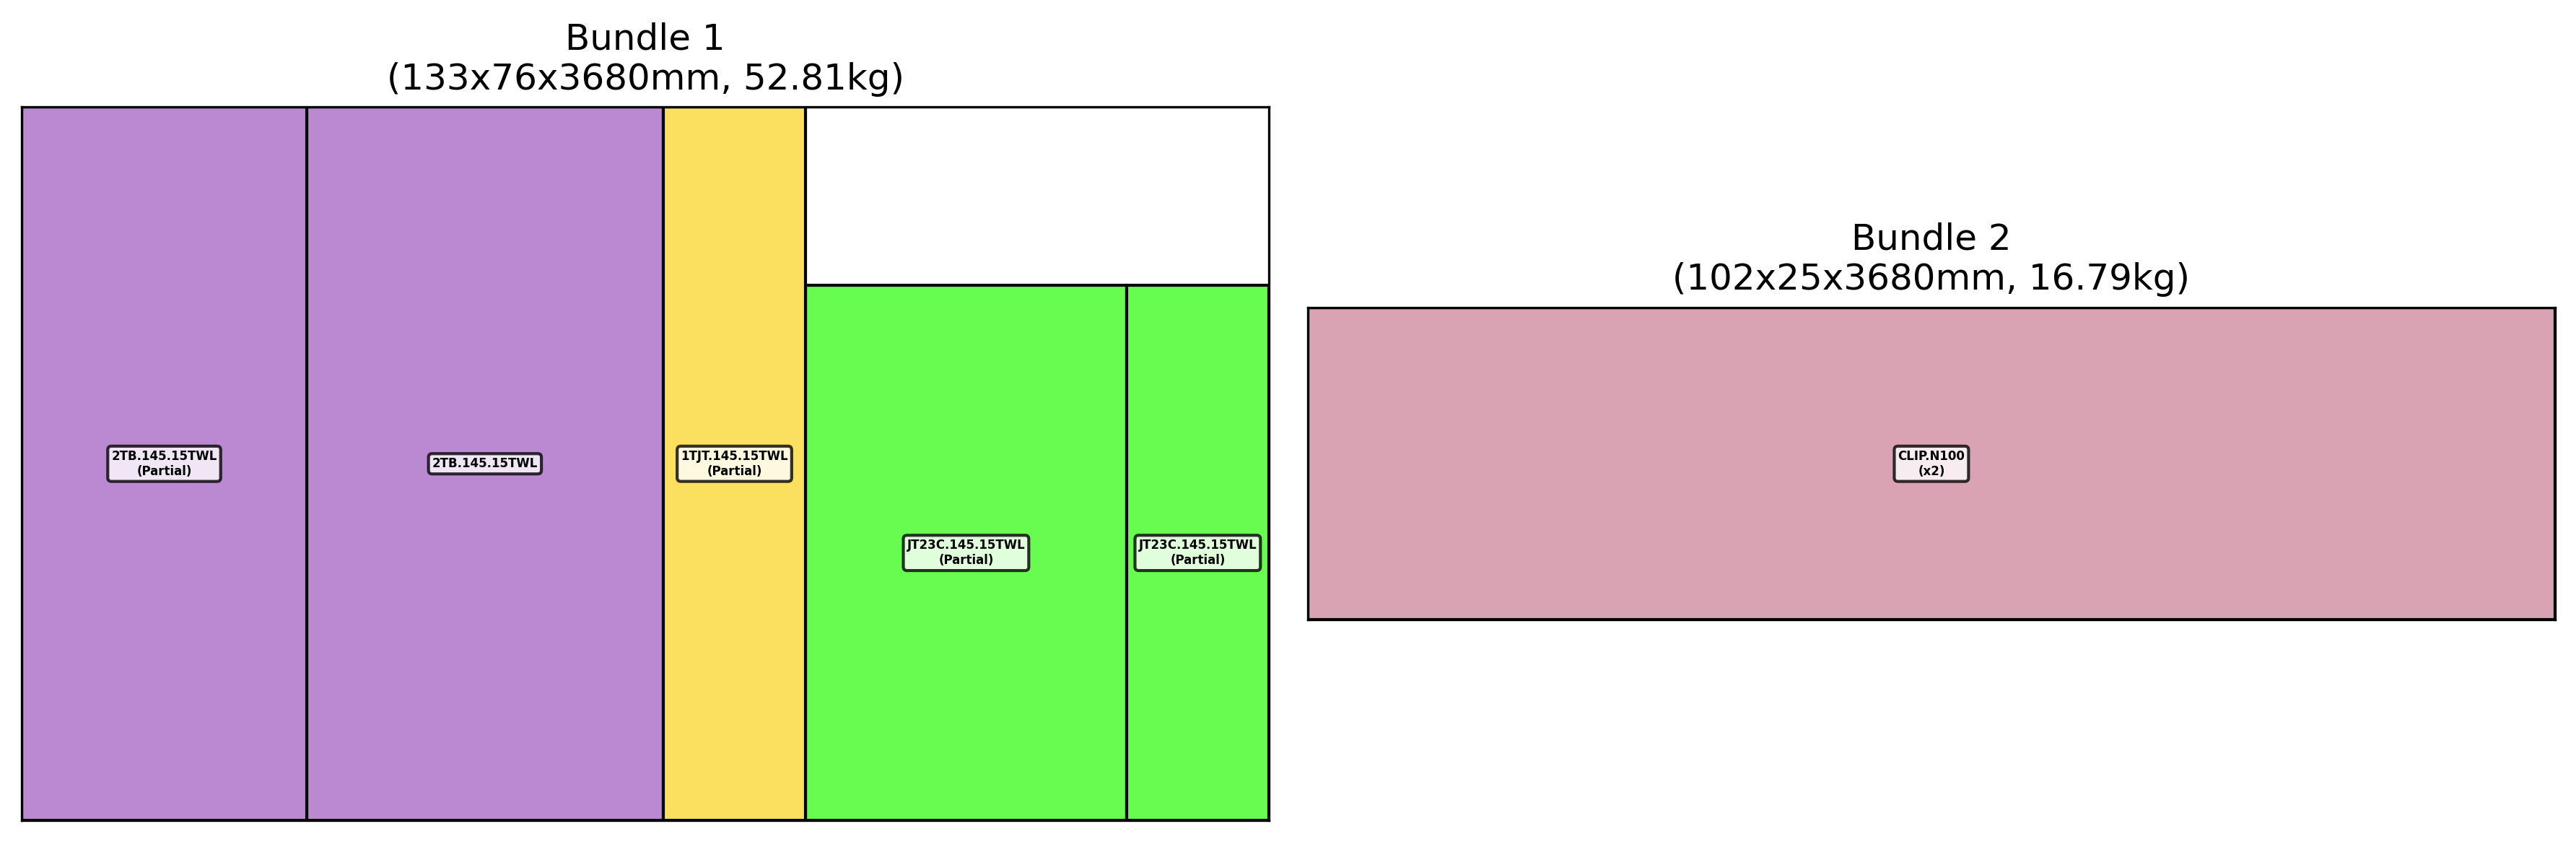 Bundle 1
(133x76x3680mm, 52.81kg)
2TB.145.15TWL
(Partial)
2TB.145.15TWL
1TJT.145.15TWL
(Partial)
JT23C.145.15TWL
(Partial)
JT23C.145.15TWL
(Partial)
Bundle 2
(102x25x3680mm, 16.79kg)
CLIP.N100
(x2)